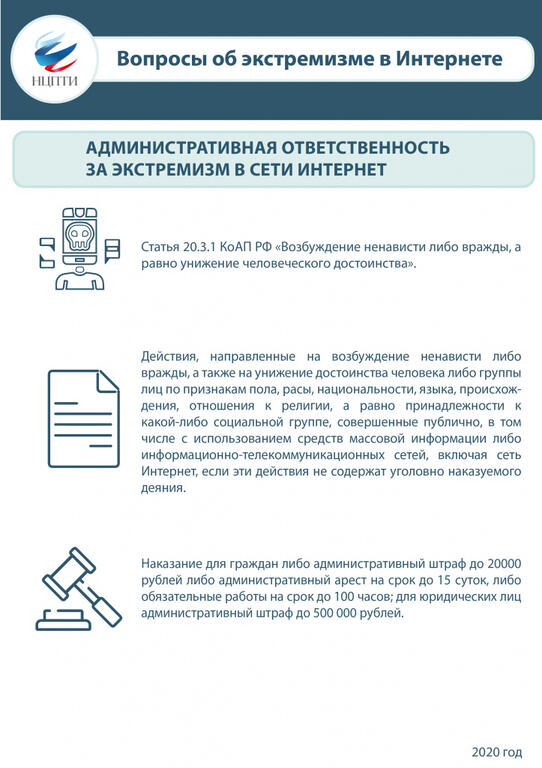 НЦПТИ
Вопросы об экстремизме в Интернете
АДМИНИСТРАТИВНАЯ ОТВЕТСТВЕННОСТЬ
ЗА ЭКСТРЕМИЗМ В СЕТИ ИНТЕРНЕТ
Статья 20.3.1 КоАП РФ «Возбуждение ненависти либо вражды, а
равно унижение человеческого достоинства».
Действия, направленные на возбуждение ненависти либо
вражды, а также на унижение достоинства человека либо группы
лиц по признакам пола, расы, национальности, языка, происхож-
дения, отношения к религии, а равно принадлежности к
какой-либо социальной группе, совершенные публично, в том
числе с использованием средств массовой информации либо
информационно-телекоммуникационных сетей, включая сеть
Интернет, если эти действия не содержат уголовно наказуемого
деяния.
Наказание для граждан либо административный штраф до 20000
рублей либо административный арест на срок до 15 суток, либо
обязательные работы на срок до 100 часов; для юридических лиц
административный штраф до 500 000 рублей.
2020 год